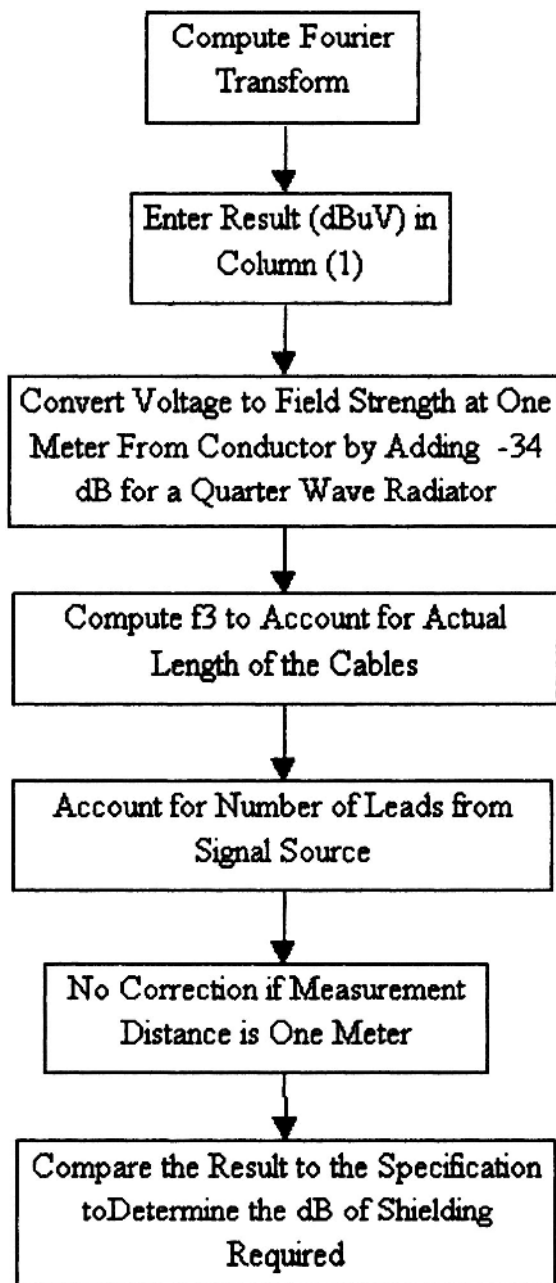 Compute Fourier
Transform
Enter Result (dBuV) in
Column (1)
Convert Voltage to Field Strength at One
Meter From Conductor by Adding -34
dB for a Quarter Wave Radiator
Compute f3 to Account for Actual
Length of the Cables
Account for Number of Leads from
Signal Source
No Correction if Measurement
Distance is One Meter
Compare the Result to the Specification
toDetermine the dB of Shielding
Required